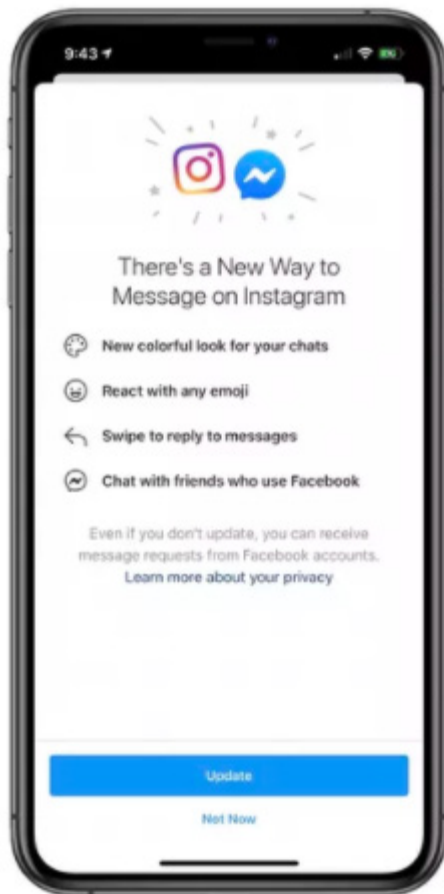 9:43
There's a New Way to
Message on Instagram
New colorful look for your chats
React with any emoji
Swipe to reply to messages
Chat with friends who use Facebook
Even if you don't update, you can receive
message requests from Facebook accounts.
Learn more about your privacy
Update
Not Now